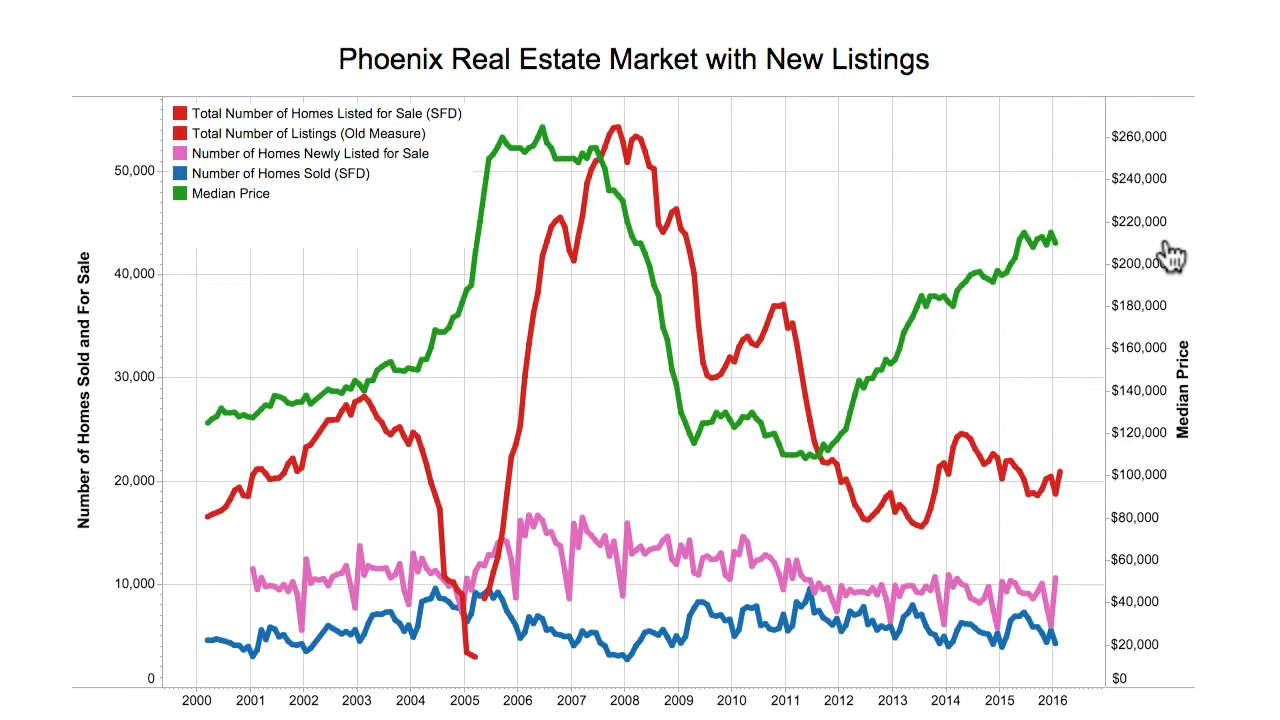 Phoenix Real Estate Market with New Listings
Total Number of Homes Listed for Sale (SFD)
Total Number of Listings (Old Measure)
Number of Homes Newly Listed for Sale
Number of Homes Sold (SFD)
Median Price
Number of Homes Sold and For Sale
50,000
40,000
30,000
20,000
10,000
0
$260,000
$240,000
$220,000
$200,000
$180,000
$160,000
$140,000
$120,000
$100,000
$80,000
$60,000
$40,000
$20,000
$0
Median Price
2000 2001 2002 2003 2004 2005 2006 2007 2008 2009 2010 2011 2012 2013 2014 2015 2016